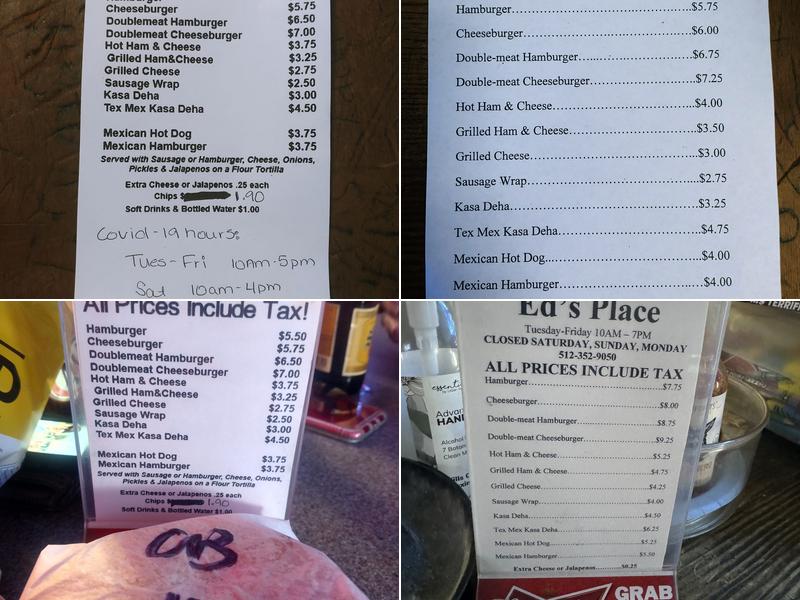 Cheeseburger $5.75
Doublemeat Hamburger $6.50
Doublemeat Cheeseburger $7.00
Hot Ham & Cheese $3.75
Grilled Ham&Cheese $3.25
Grilled Cheese $2.75
Sausage Wrap $2.50
Kasa Deha $3.00
Tex Mex Kasa Deha $4.50
Mexican Hot Dog $3.75
Mexican Hamburger $3.75
Served with Sausage or Hamburger, Cheese, Onions,
Pickles & Jalapenos on a Flour Tortilla
Extra Cheese or Jalapenos .25 each
Chips $ 1.90
Soft Drinks & Bottled Water $1.00
Covid-19 hours:
Tues-Fri 10Am-5pm
Sat 10am-4pm
Hamburger $5.75
Cheeseburger $6.00
Double-meat Hamburger $6.75
Double-meat Cheeseburger $7.25
Hot Ham & Cheese $4.00
Grilled Ham & Cheese $3.50
Grilled Cheese $3.00
Sausage Wrap $2.75
Kasa Deha $3.25
Tex Mex Kasa Deha $4.75
Mexican Hot Dog $4.00
Mexican Hamburger $4.00
All Prices Include Tax!
Hamburger $5.50
Cheeseburger $5.75
Doublemeat Hamburger $6.50
Doublemeat Cheeseburger $7.00
Hot Ham & Cheese $3.75
Grilled Ham&Cheese $3.25
Grilled Cheese $2.75
Sausage Wrap $2.50
Kasa Deha $3.00
Tex Mex Kasa Deha $4.50
Mexican Hot Dog $3.75
Mexican Hamburger $3.75
Served with Sausage or Hamburger, Cheese, Onions,
Pickles & Jalapenos on a Flour Tortilla
Extra Cheese or Jalapenos .25 each
Chips 1.90
Soft Drinks & Bottled Water $1.00
Ed's Place
Tuesday-Friday 10AM – 7PM
CLOSED SATURDAY, SUNDAY, MONDAY
512-352-9050
ALL PRICES INCLUDE TAX
Hamburger $7.75
Cheeseburger $8.00
Double-meat Hamburger $8.75
Double-meat Cheeseburger $9.25
Hot Ham & Cheese $5.25
Grilled Ham & Cheese $4.75
Grilled Cheese $4.25
Sausage Wrap $4.00
Kasa Deha $4.50
Tex Mex Kasa Deha $6.25
Mexican Hot Dog $5.25
Mexican Hamburger $5.50
Extra Cheese or Jalapenos $0.25
GRAB